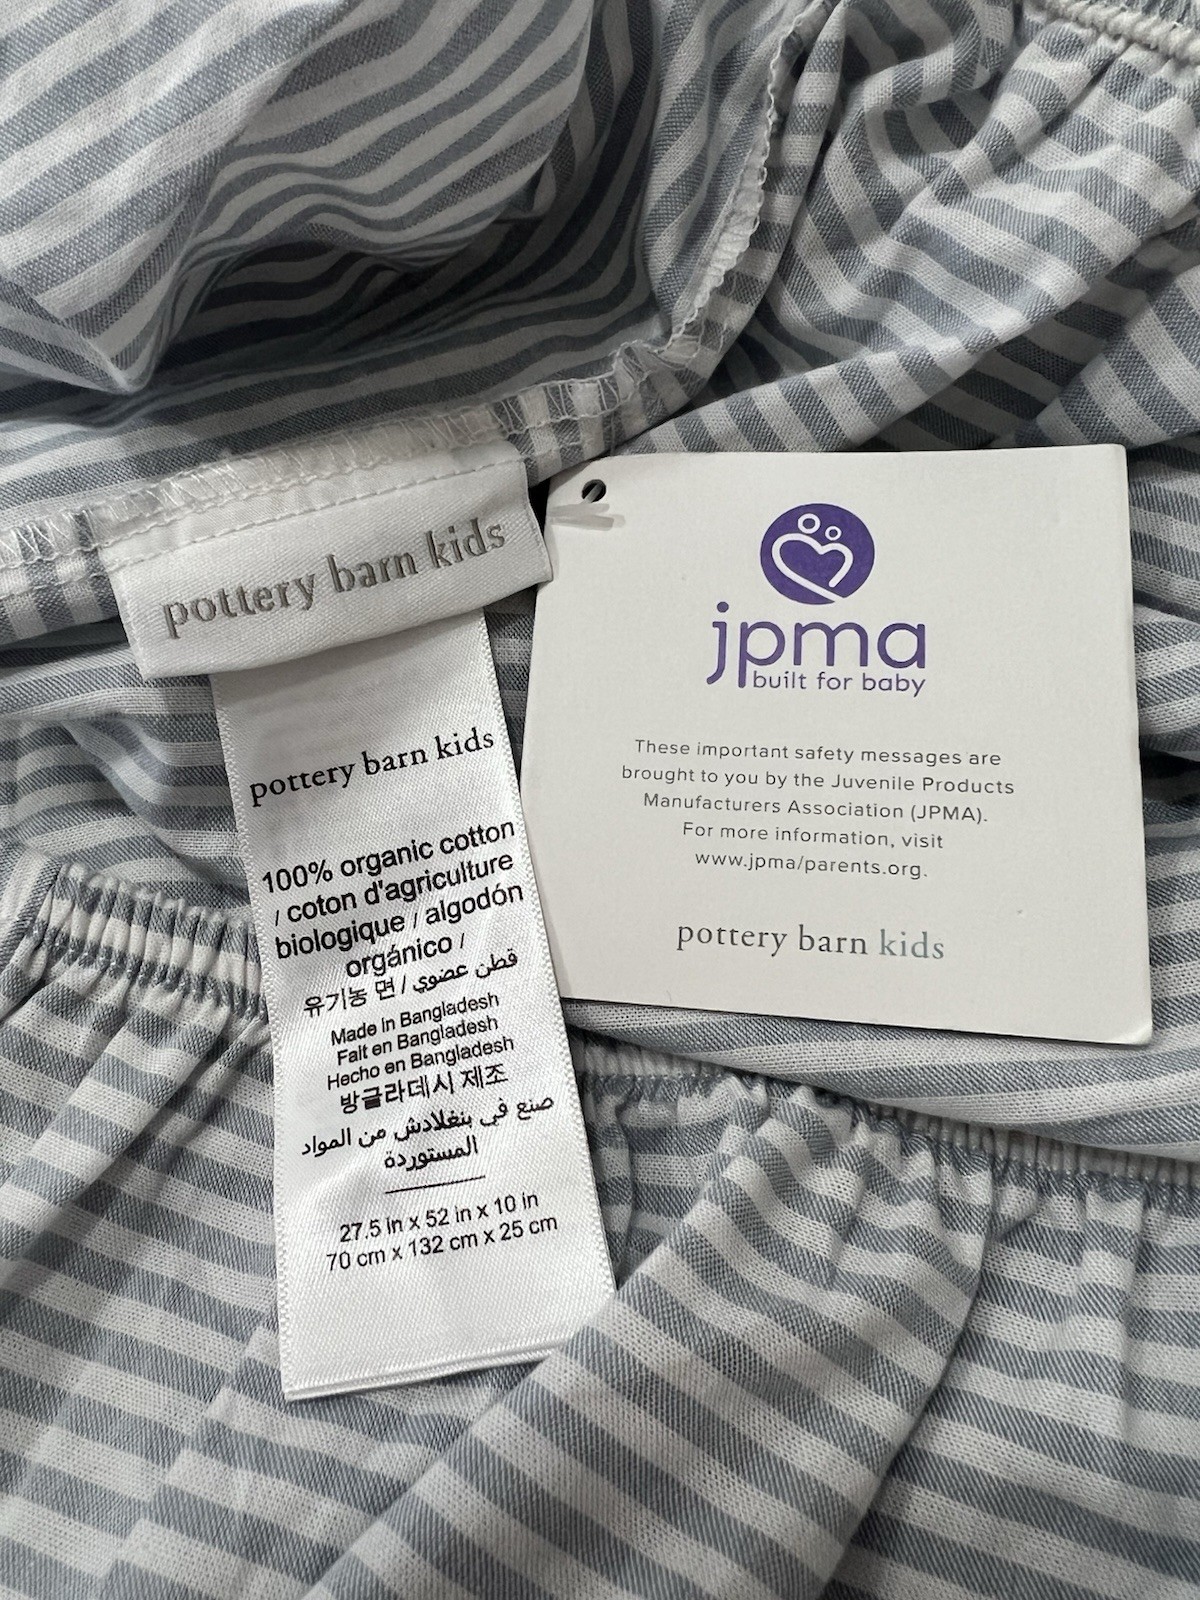 pottery barn kids
pottery barn kids
100% organic cotton
/ coton d'agriculture
biologique / algodón
orgánico /
유기농 면 / قطن عضوي
Made in Bangladesh
Fait en Bangladesh
Hecho en Bangladesh
방글라데시 제조
صنع في بنغلادش من المواد
المستوردة
27.5 in x 52 in x 10 in
70 cm x 132 cm x 25 cm
jpma
built for baby
These important safety messages are
brought to you by the Juvenile Products
Manufacturers Association (JPMA).
For more information, visit
www.jpma/parents.org.
pottery barn kids